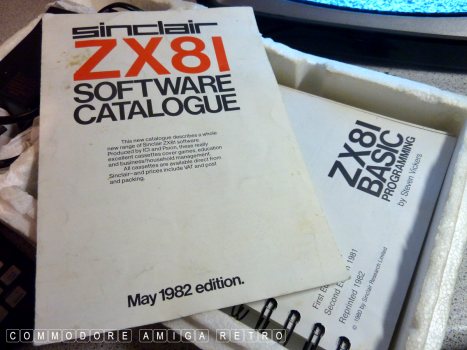 sinclair
ZX81
SOFTWARE
CATALOGUE
This new catalogue describes a whole
new range of Sinclair ZX81 software.
Produced by ICl and Psion, these really
excellent cassettes cover games, education
and business/household management.
All cassettes are available direct from
Sinclair–and prices include VAT and post
and packing.
May 1982 edition.
ZX81
BASIC
PROGRAMMING
by Steven Vickers
First
Second Edition 1981
Reprinted 1982
© 1980 by Sinclair Research Limited
COMMODORE AMIGA RETRO